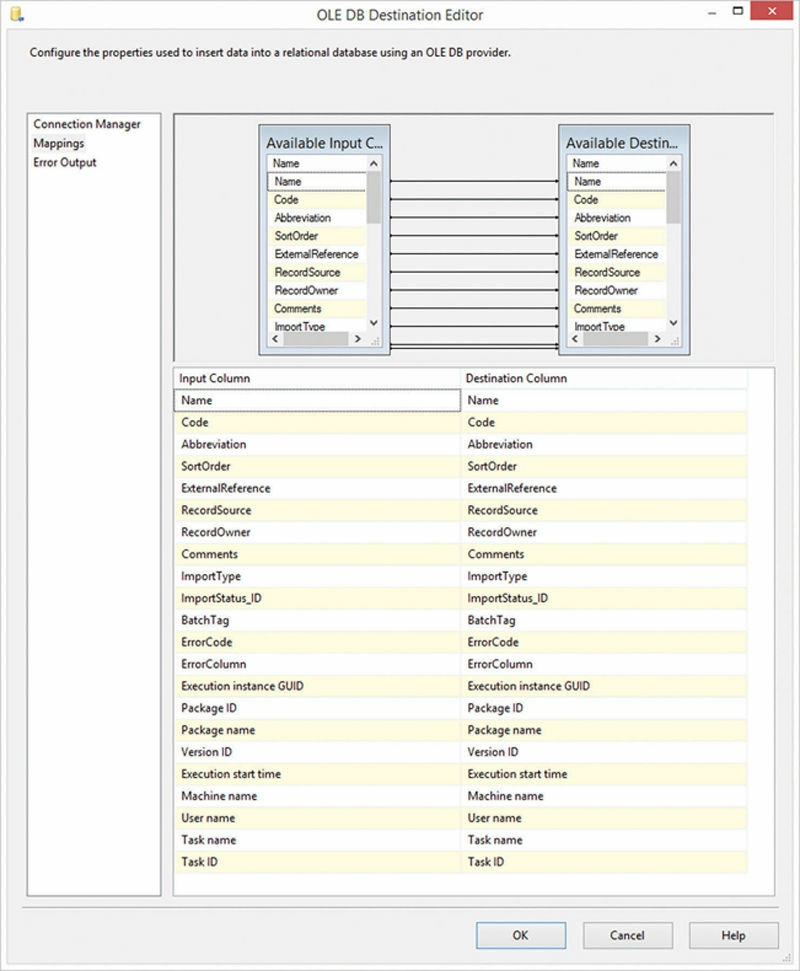 OLE DB Destination Editor
Configure the properties used to insert data into a relational database using an OLE DB provider.
Connection Manager
Mappings
Error Output
Available Input C...
Name
Name
Code
Abbreviation
SortOrder
ExternalReference
RecordSource
RecordOwner
Comments
ImportType
Available Destin...
Name
Name
Code
Abbreviation
SortOrder
ExternalReference
RecordSource
RecordOwner
Comments
ImportType
Input Column Destination Column
Name Name
Code Code
Abbreviation Abbreviation
SortOrder SortOrder
ExternalReference ExternalReference
RecordSource RecordSource
RecordOwner RecordOwner
Comments Comments
ImportType ImportType
ImportStatus_ID ImportStatus_ID
BatchTag BatchTag
ErrorCode ErrorCode
ErrorColumn ErrorColumn
Execution instance GUID Execution instance GUID
Package ID Package ID
Package name Package name
Version ID Version ID
Execution start time Execution start time
Machine name Machine name
User name User name
Task name Task name
Task ID Task ID
OK Cancel Help